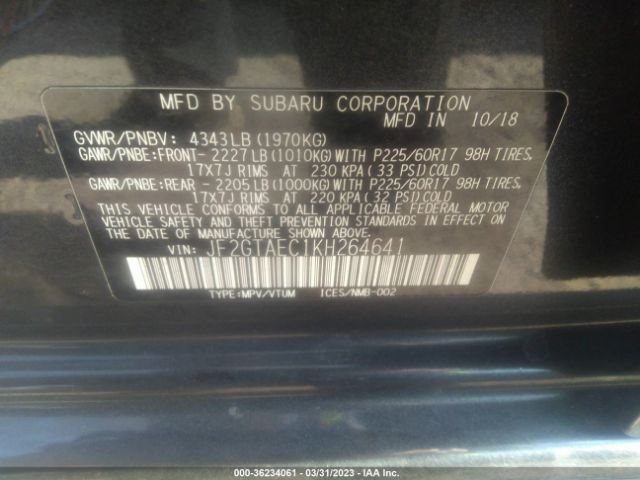 MFD BY SUBARU CORPORATION
MFD IN 10/18
GVWR/PNBV: 4343LB(1970KG)
GAWR/PNBE:FRONT- 2227LB(1010KG)WITH P225/60R17 98H TIRES,
17X7J RIMS AT 230 KPA( 33 PSI)COLD
GAWR/PNBE:REAR - 2205LB(1000KG)WITH P225/60R17 98H TIRES,
17X7J RIMS AT 220 KPA( 32 PSI)COLD
THIS VEHICLE CONFORMS TO ALL APPLICABLE FEDERAL MOTOR
VEHICLE SAFETY AND THEFT PREVENTION STANDARDS
IN EFFECT ON THE DATE OF MANUFACTURE SHOWN ABOVE.
VIN: JF2GTAEC1KH264641
TYPE:MPV/VTUM ICES/NMB-002
000-36234061 - 03/31/2023 - IAA Inc.